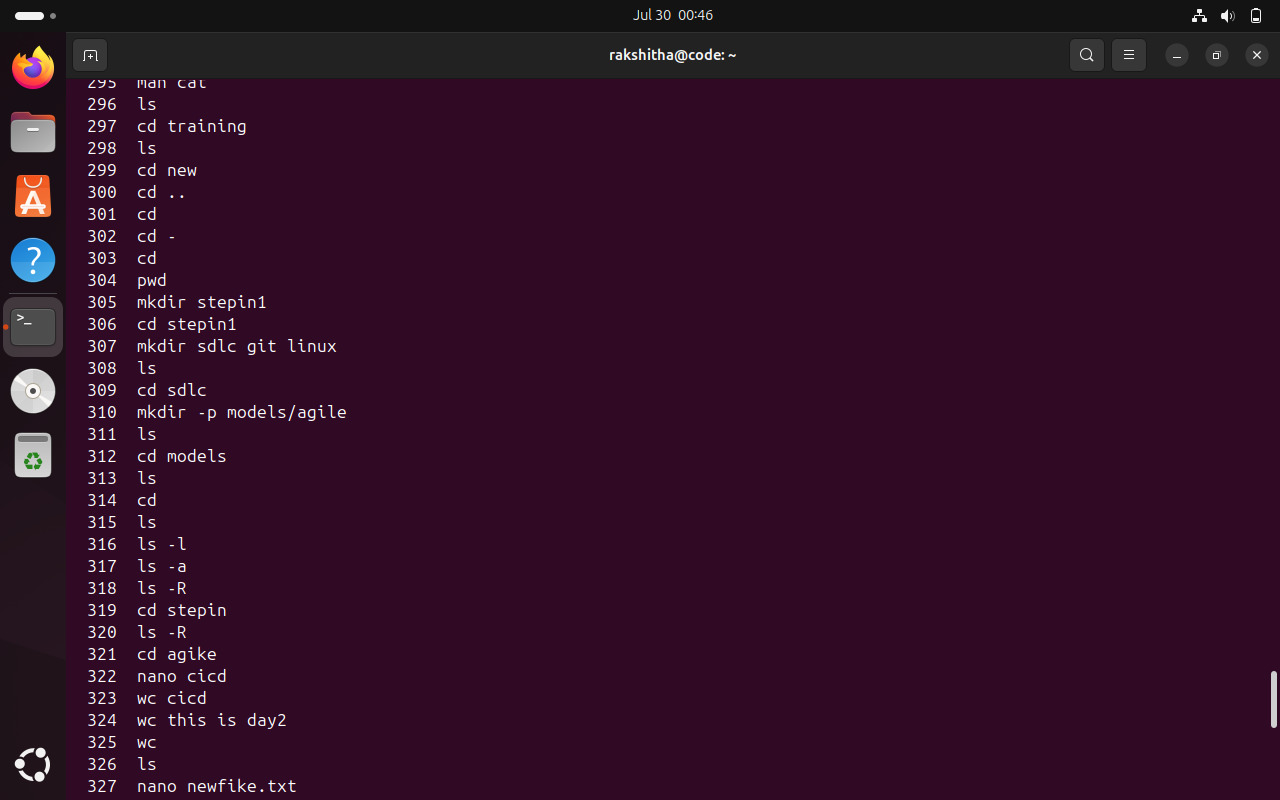 Jul 30 00:46
rakshitha@code: ~
295 man cat
296 ls
297 cd training
298 ls
299 cd new
300 cd ..
301 cd
302 cd -
303 cd
304 pwd
305 mkdir stepin1
306 cd stepin1
307 mkdir sdlc git linux
308 ls
309 cd sdlc
310 mkdir -p models/agile
311 ls
312 cd models
313 ls
314 cd
315 ls
316 ls -l
317 ls -a
318 ls -R
319 cd stepin
320 ls -R
321 cd agike
322 nano cicd
323 wc cicd
324 wc this is day2
325 wc
326 ls
327 nano newfike.txt